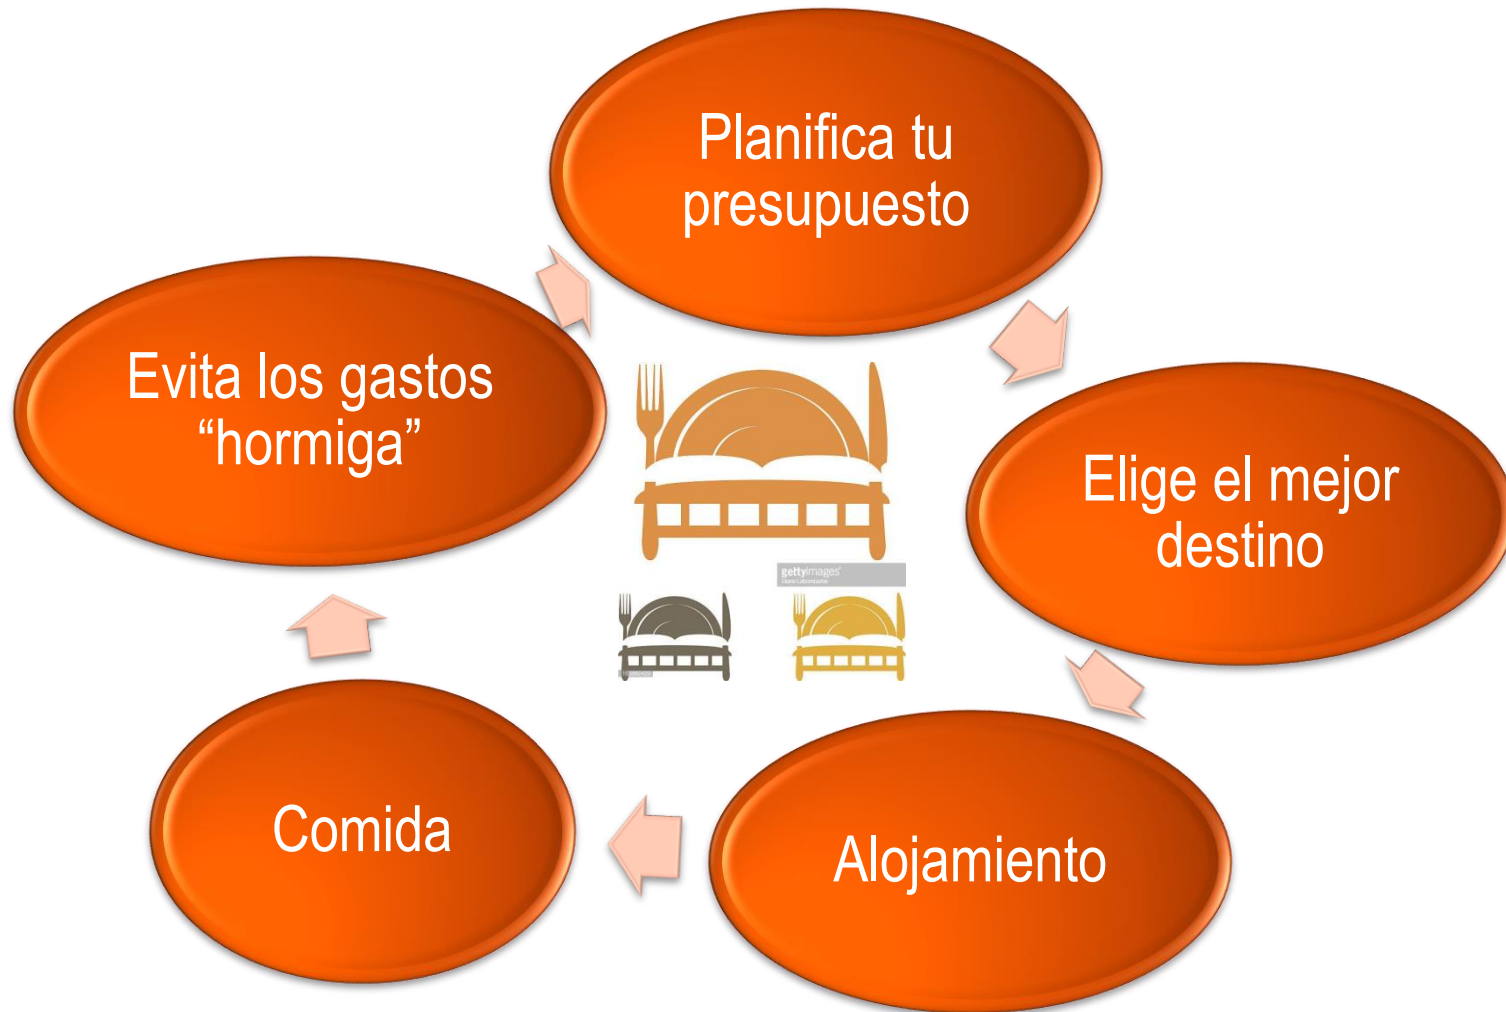 Planifica tu
presupuesto
Evita los gastos
“hormiga”
Elige el mejor
destino
gettyimages
Comida
Alojamiento